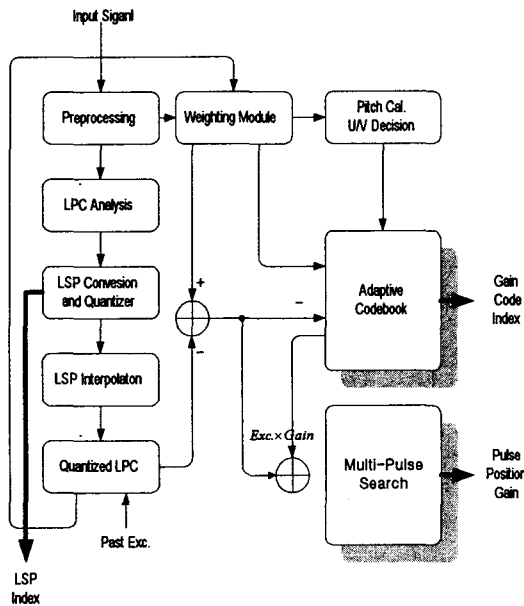 Input Siganl
Preprocessing
Weighting Module
Pitch Cal.
U/V Decision
LPC Analysis
LSP Convesion
and Quantizer
+
-
-
Adaptive
Codebook
Gain
Code
Index
LSP Interpolaton
Exc.×Gain
Quantized LPC
Multi-Pulse
Search
Pulse
Position
Gain
Past Exc.
LSP
Index